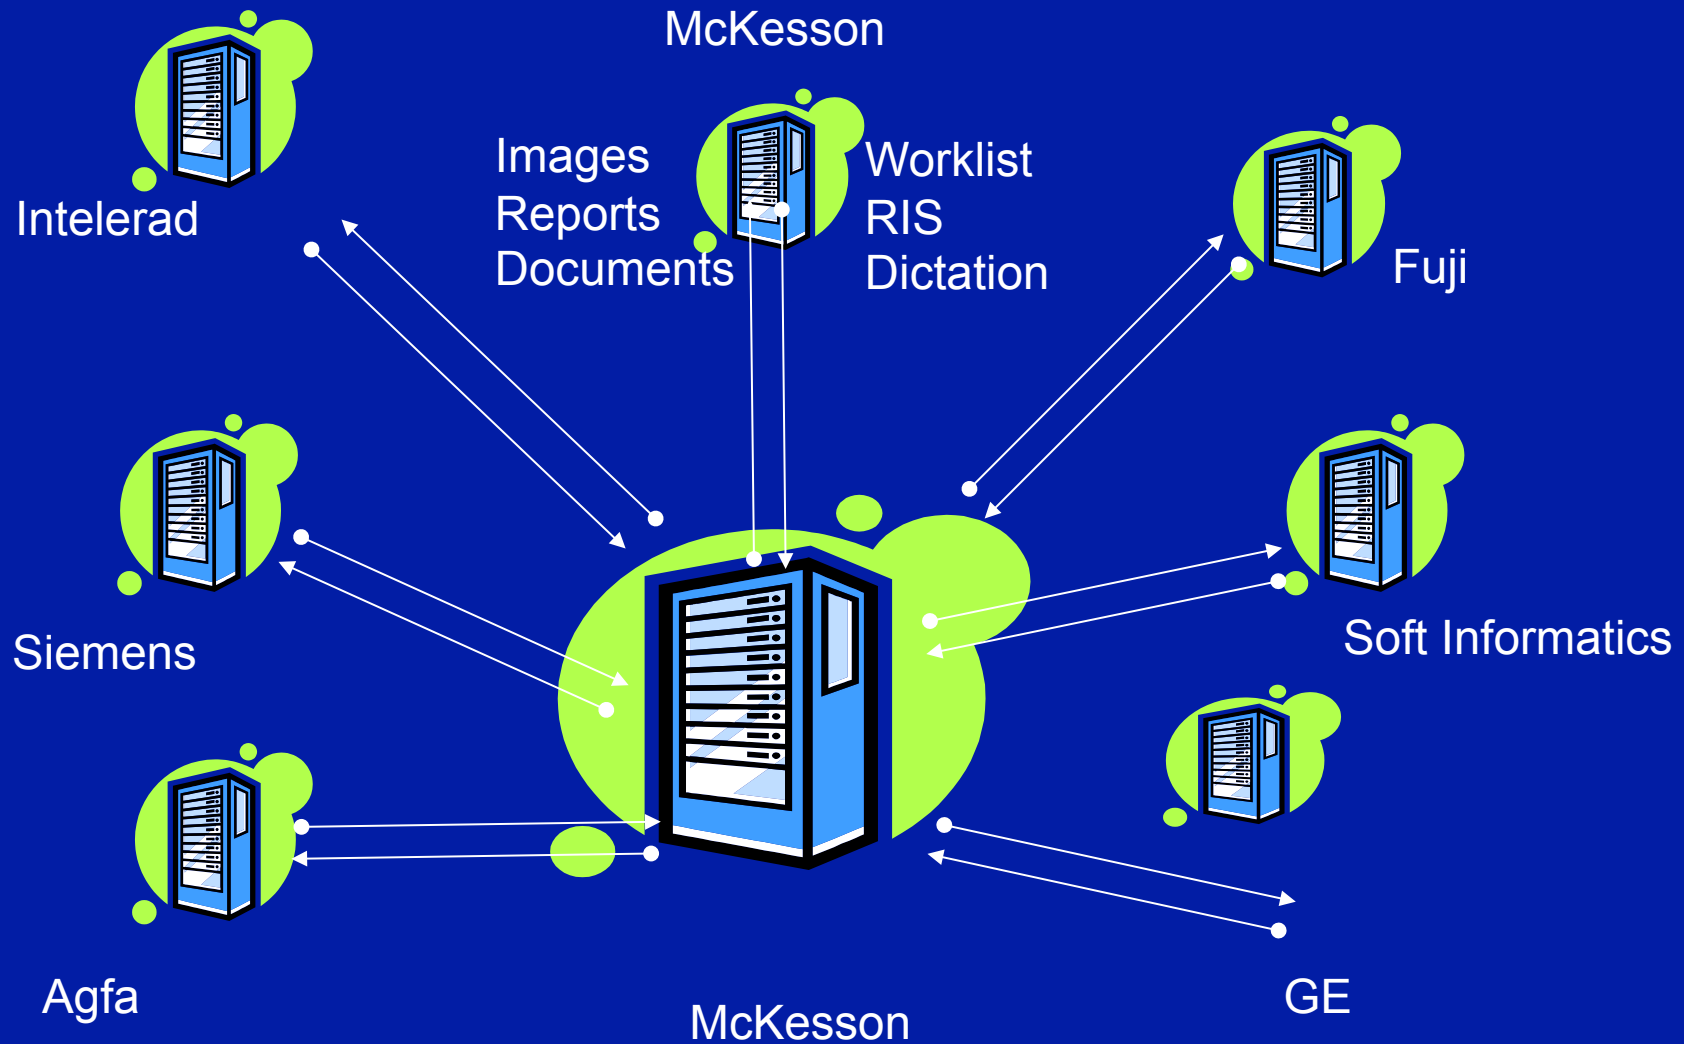 McKesson
Images
Reports
Documents
Worklist
RIS
Dictation
Intelerad
Fuji
Siemens
Soft Informatics
Agfa
GE
McKesson